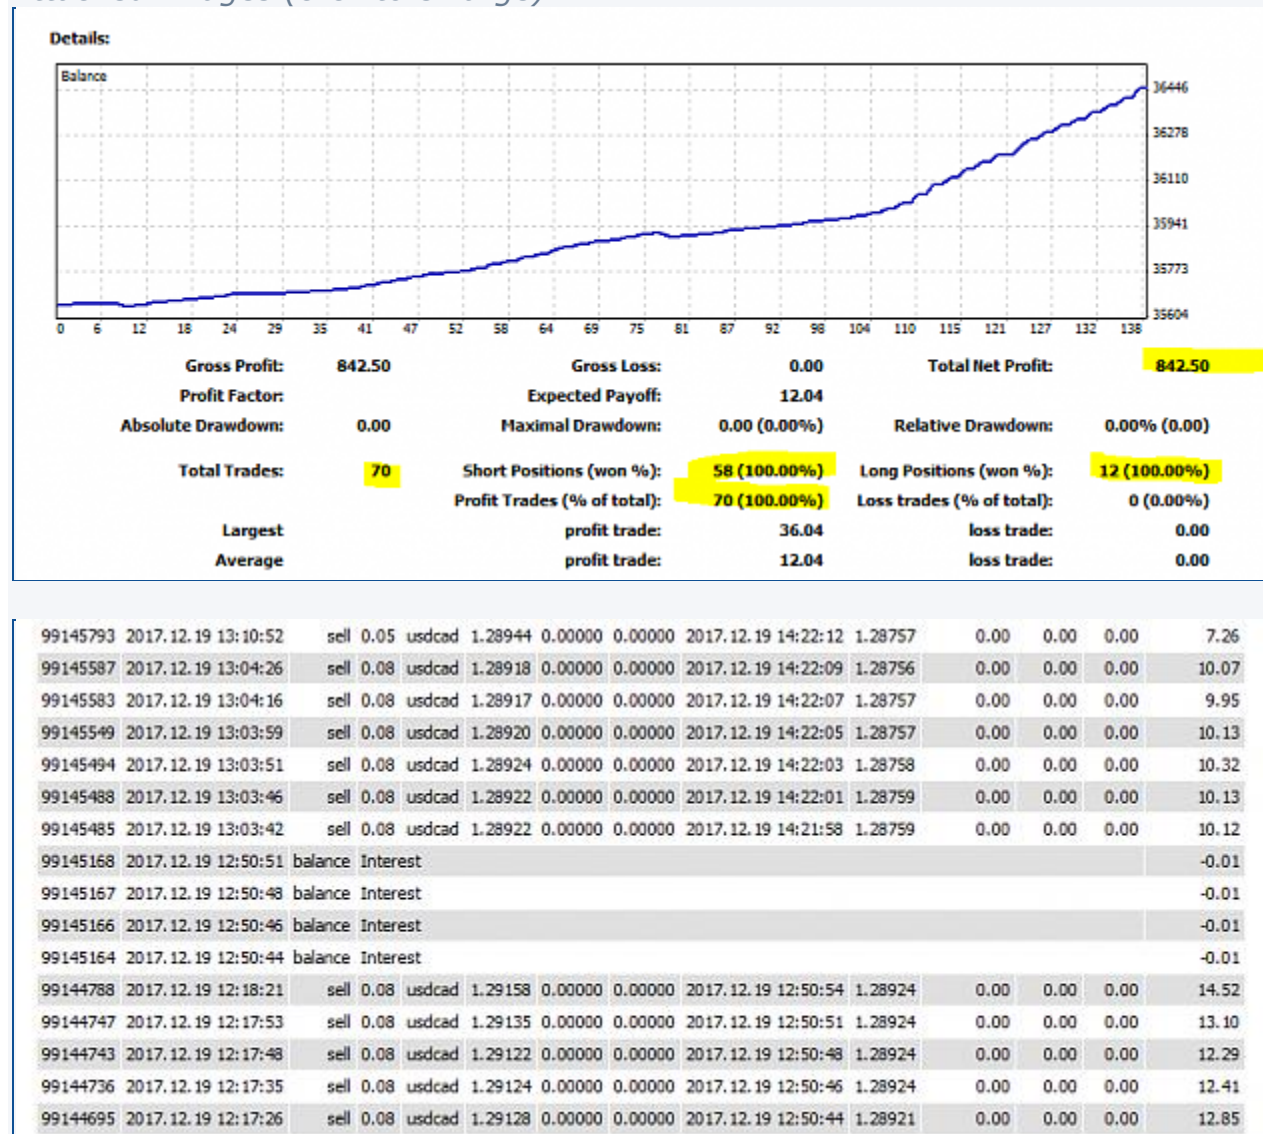 Details:
Balance
36446
36278
36110
35941
35773
35604
0 6 12 18 24 29 35 41 47 52 58 64 69 75 81 87 92 98 104 110 115 121 127 132 138
Gross Profit: 842.50 Gross Loss: 0.00 Total Net Profit: 842.50
Profit Factor: Expected Payoff: 12.04
Absolute Drawdown: 0.00 Maximal Drawdown: 0.00 (0.00%) Relative Drawdown: 0.00% (0.00)
Total Trades: 70 Short Positions (won %): 58 (100.00%) Long Positions (won %): 12 (100.00%)
Profit Trades (% of total): 70 (100.00%) Loss trades (% of total): 0 (0.00%)
Largest profit trade: 36.04 loss trade: 0.00
Average profit trade: 12.04 loss trade: 0.00
99145793 2017.12.19 13:10:52 sell 0.05 usdcad 1.28944 0.00000 0.00000 2017.12.19 14:22:12 1.28757 0.00 0.00 0.00 7.26
99145587 2017.12.19 13:04:26 sell 0.08 usdcad 1.28918 0.00000 0.00000 2017.12.19 14:22:09 1.28756 0.00 0.00 0.00 10.07
99145583 2017.12.19 13:04:16 sell 0.08 usdcad 1.28917 0.00000 0.00000 2017.12.19 14:22:07 1.28757 0.00 0.00 0.00 9.95
99145549 2017.12.19 13:03:59 sell 0.08 usdcad 1.28920 0.00000 0.00000 2017.12.19 14:22:05 1.28757 0.00 0.00 0.00 10.13
99145494 2017.12.19 13:03:51 sell 0.08 usdcad 1.28924 0.00000 0.00000 2017.12.19 14:22:03 1.28758 0.00 0.00 0.00 10.32
99145488 2017.12.19 13:03:46 sell 0.08 usdcad 1.28922 0.00000 0.00000 2017.12.19 14:22:01 1.28759 0.00 0.00 0.00 10.13
99145485 2017.12.19 13:03:42 sell 0.08 usdcad 1.28922 0.00000 0.00000 2017.12.19 14:21:58 1.28759 0.00 0.00 0.00 10.12
99145168 2017.12.19 12:50:51 balance Interest -0.01
99145167 2017.12.19 12:50:48 balance Interest -0.01
99145166 2017.12.19 12:50:46 balance Interest -0.01
99145164 2017.12.19 12:50:44 balance Interest -0.01
99144788 2017.12.19 12:18:21 sell 0.08 usdcad 1.29158 0.00000 0.00000 2017.12.19 12:50:54 1.28924 0.00 0.00 0.00 14.52
99144747 2017.12.19 12:17:53 sell 0.08 usdcad 1.29135 0.00000 0.00000 2017.12.19 12:50:51 1.28924 0.00 0.00 0.00 13.10
99144743 2017.12.19 12:17:48 sell 0.08 usdcad 1.29122 0.00000 0.00000 2017.12.19 12:50:48 1.28924 0.00 0.00 0.00 12.29
99144736 2017.12.19 12:17:35 sell 0.08 usdcad 1.29124 0.00000 0.00000 2017.12.19 12:50:46 1.28924 0.00 0.00 0.00 12.41
99144695 2017.12.19 12:17:26 sell 0.08 usdcad 1.29128 0.00000 0.00000 2017.12.19 12:50:44 1.28921 0.00 0.00 0.00 12.85